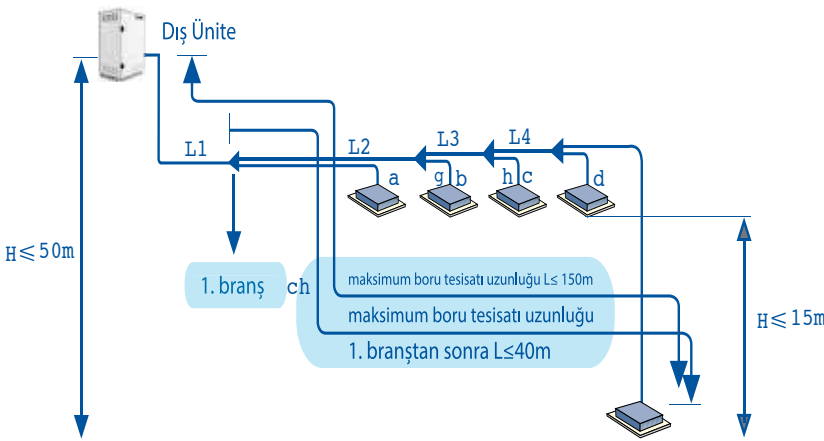 Dış Ünite
L1
L2
L3
L4
a
g
b
h
c
d
H≤50m
1. branş
ch
maksimum boru tesisatı uzunluğu L≤ 150m
maksimum boru tesisatı uzunluğu
1. branştan sonra L≤40m
H≤15m